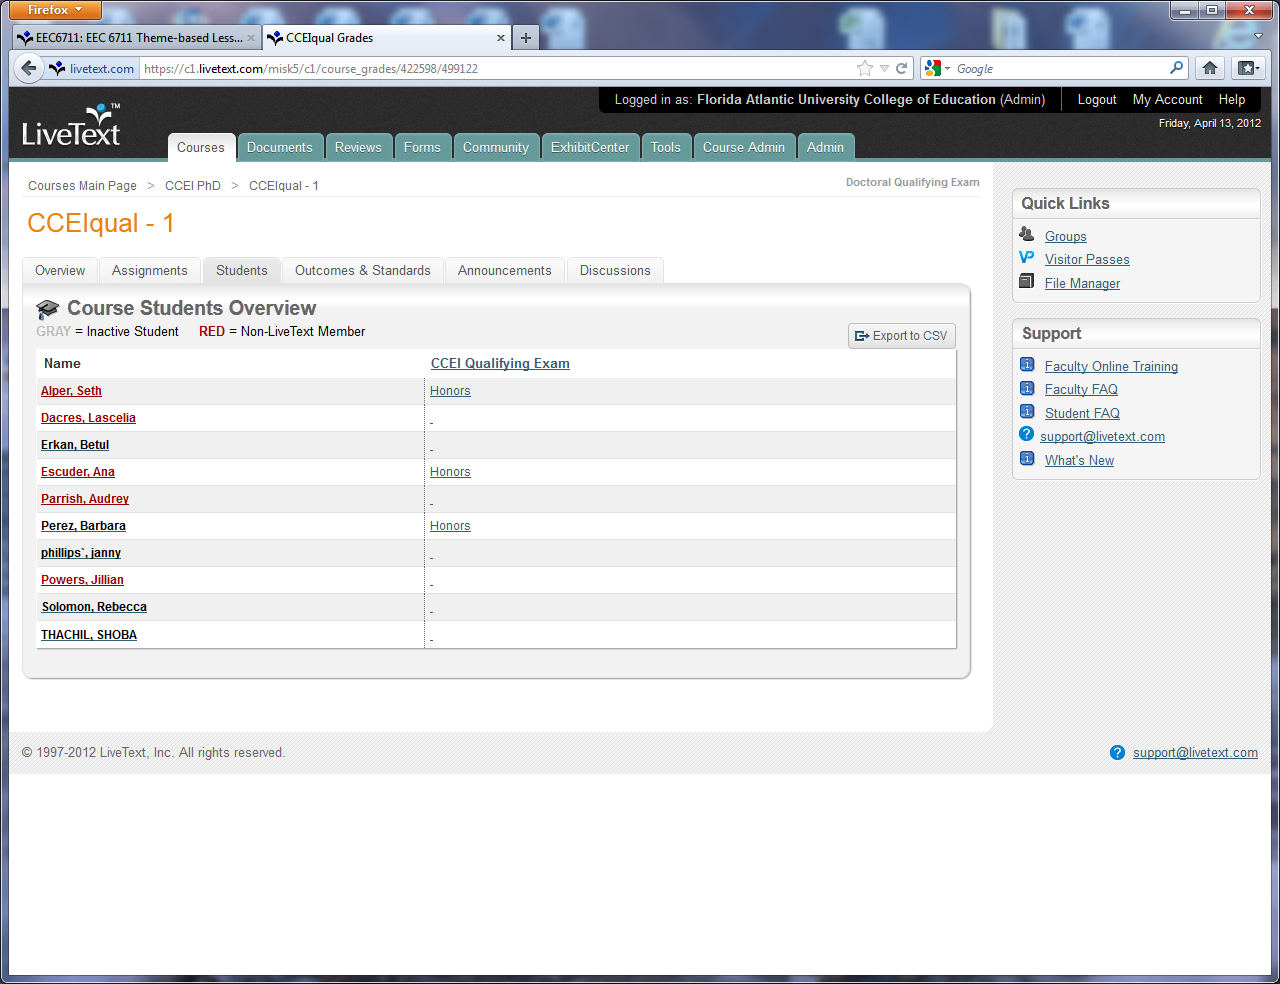 Firefox
EEC6711: EEC 6711 Theme-based Less...
CCEIqual Grades
livetext.com
https://c1.livetext.com/misk5/c1/course_grades/422598/499122
Google
LiveText™
Logged in as: Florida Atlantic University College of Education (Admin)
Logout My Account Help
Friday, April 13, 2012
Courses Documents Reviews Forms Community ExhibitCenter Tools Course Admin Admin
Courses Main Page > CCEI PhD > CCEIqual - 1
Doctoral Qualifying Exam
CCEIqual - 1
Overview Assignments Students Outcomes & Standards Announcements Discussions
Course Students Overview
GRAY = Inactive Student RED = Non-LiveText Member
Export to CSV
Name CCEI Qualifying Exam
Alper, Seth Honors
Dacres, Lascelia -
Erkan, Betul -
Escuder, Ana Honors
Parrish, Audrey -
Perez, Barbara Honors
phillips`, janny -
Powers, Jillian -
Solomon, Rebecca -
THACHIL, SHOBA -
Quick Links
Groups
VP Visitor Passes
File Manager
Support
i Faculty Online Training
i Faculty FAQ
i Student FAQ
? support@livetext.com
i What's New
© 1997-2012 LiveText, Inc. All rights reserved.
? support@livetext.com